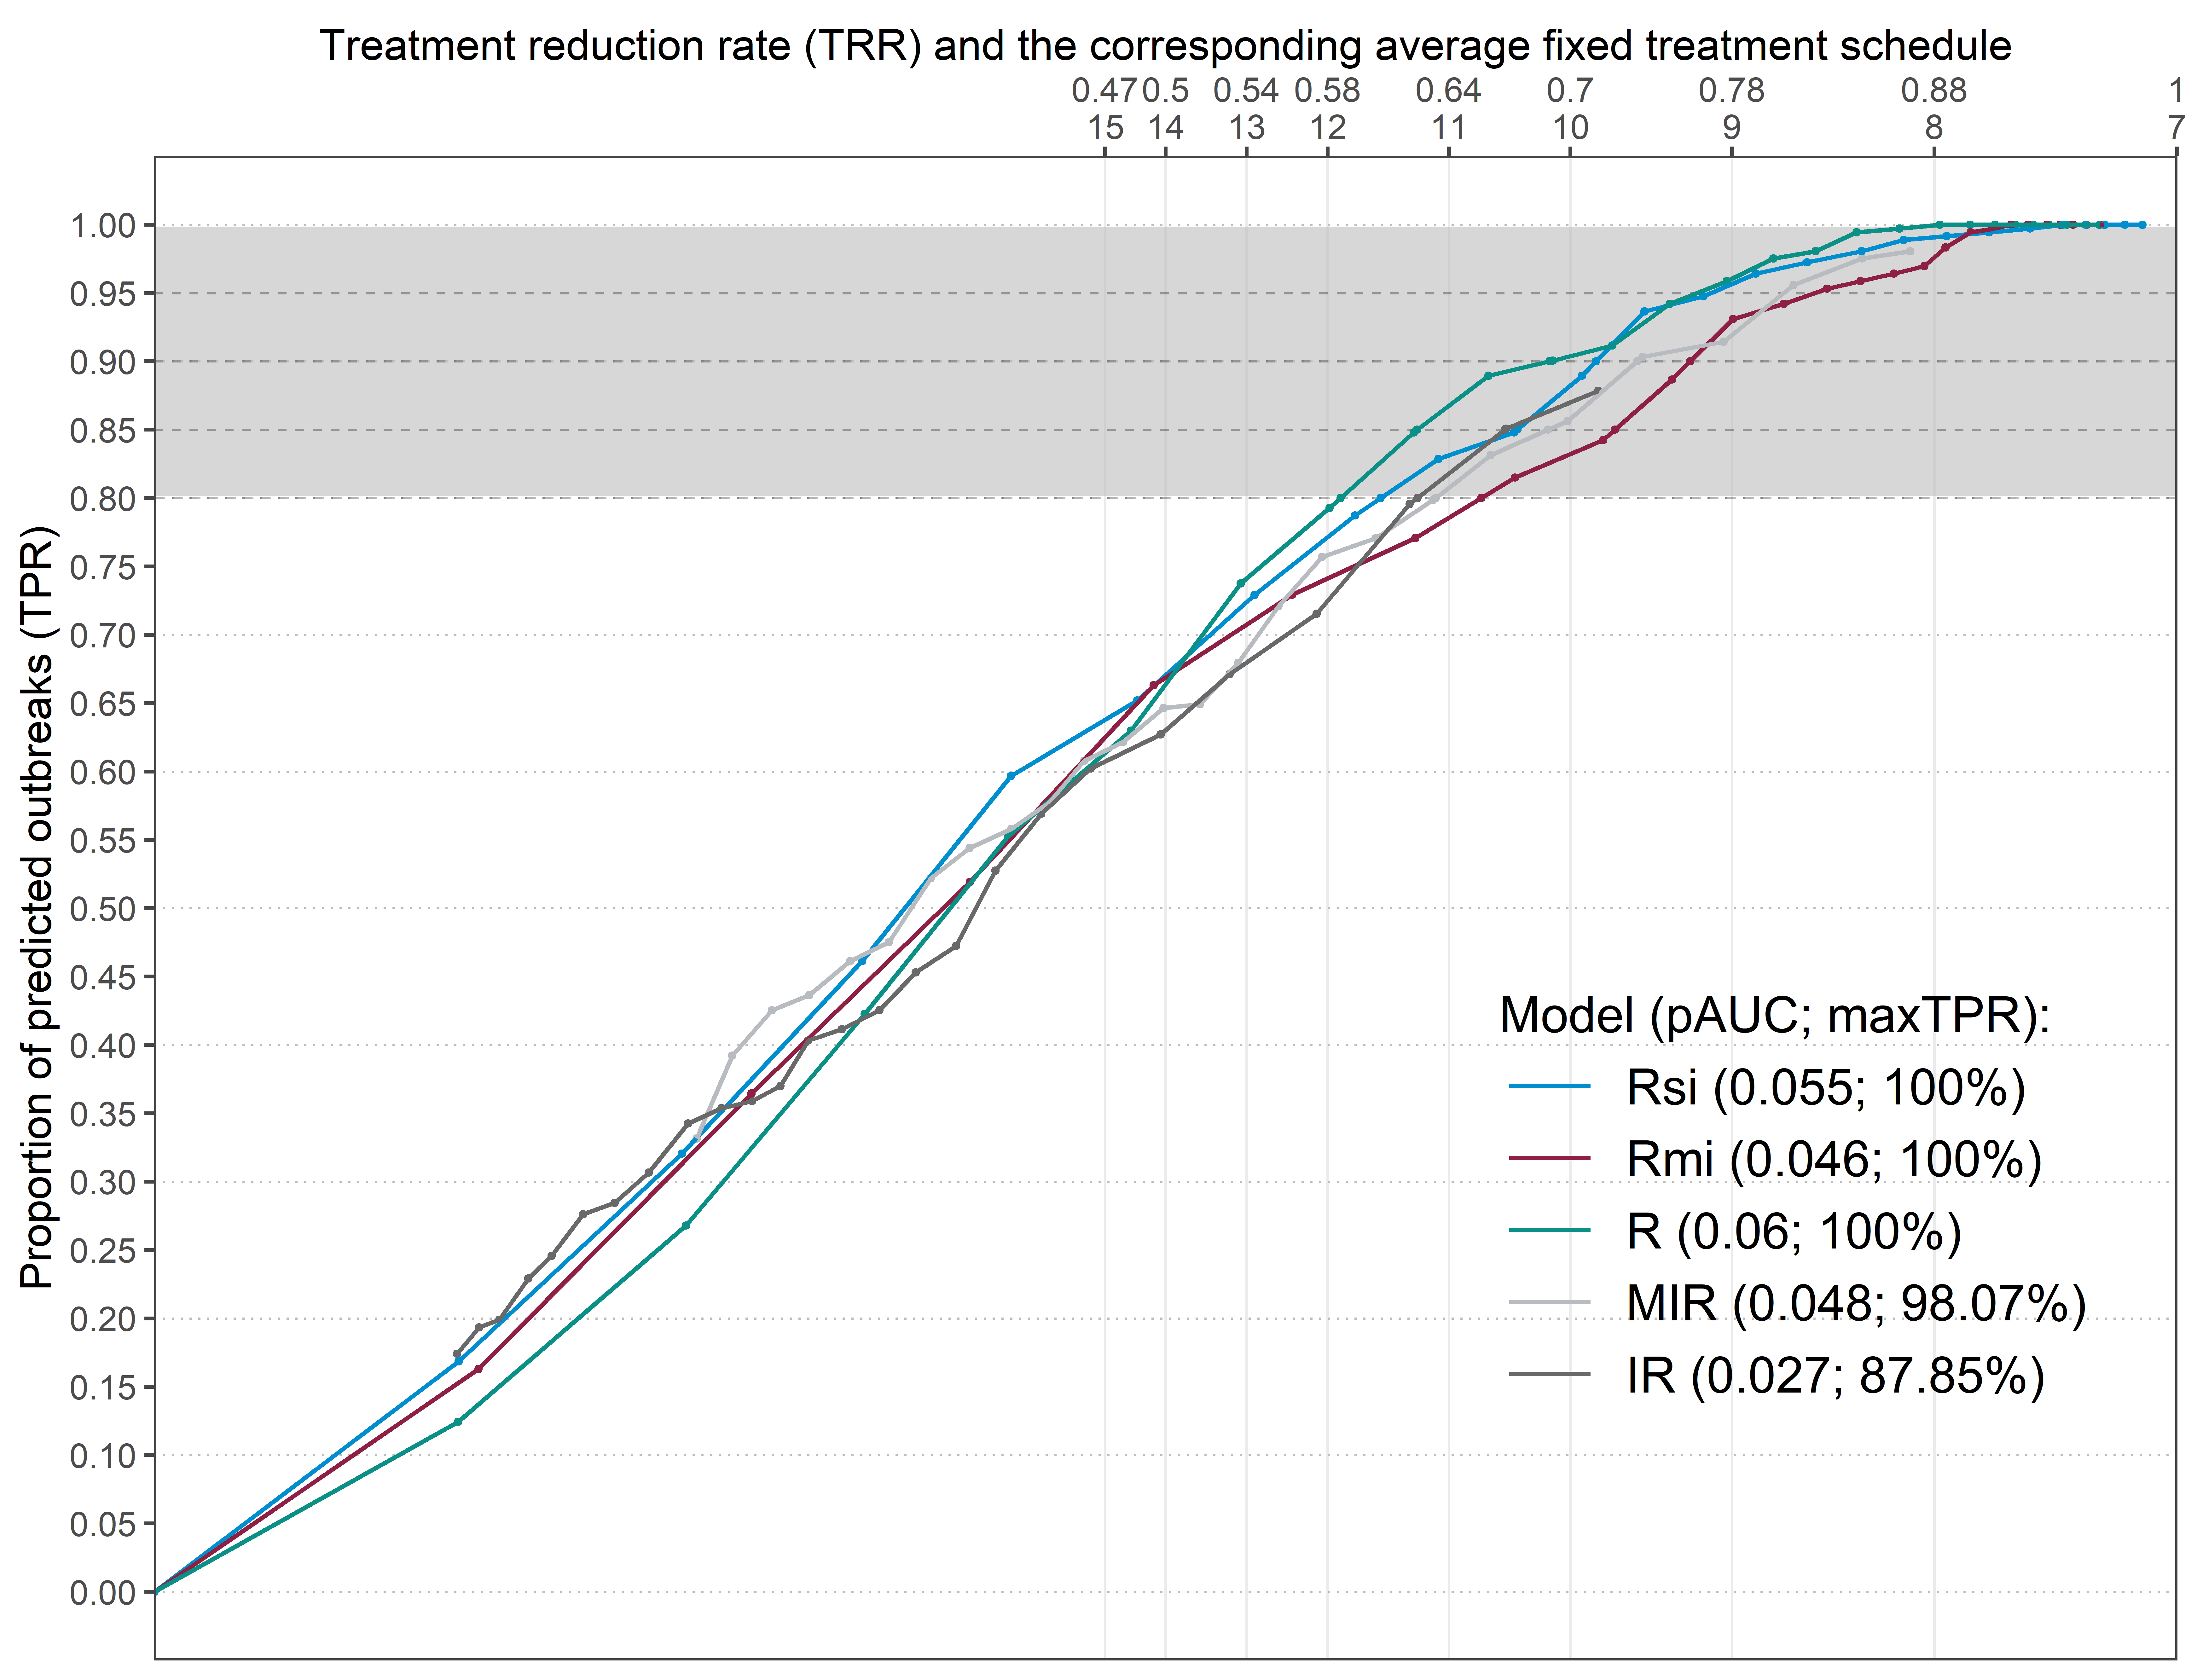 Treatment reduction rate (TRR) and the corresponding average fixed treatment schedule
0.47 0.5 0.54 0.58 0.64 0.7 0.78 0.88 1
15 14 13 12 11 10 9 8 7
Proportion of predicted outbreaks (TPR)
1.00
0.95
0.90
0.85
0.80
0.75
0.70
0.65
0.60
0.55
0.50
0.45
0.40
0.35
0.30
0.25
0.20
0.15
0.10
0.05
0.00
Model (pAUC; maxTPR):
Rsi (0.055; 100%)
Rmi (0.046; 100%)
R (0.06; 100%)
MIR (0.048; 98.07%)
IR (0.027; 87.85%)